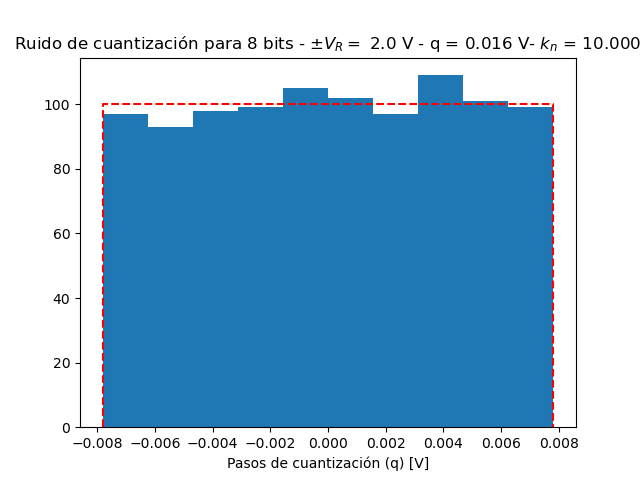 Ruido de cuantización para 8 bits - ±V_R = 2.0 V - q = 0.016 V- k_n = 10.000
100
80
60
40
20
0
−0.008 −0.006 −0.004 −0.002 0.000 0.002 0.004 0.006 0.008
Pasos de cuantización (q) [V]